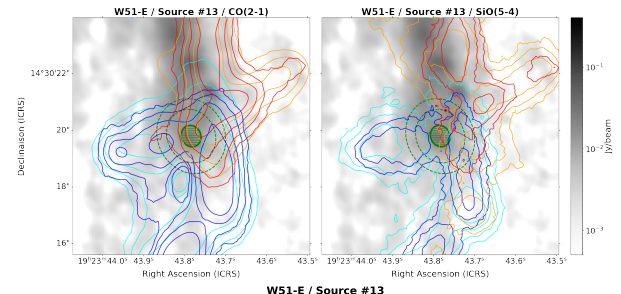 W51-E / Source #13 / CO(2-1)
W51-E / Source #13 / SiO(5-4)
14°30'22"
20"
18"
16"
Declinaison (ICRS)
19ʰ23ᵐ44.0ˢ 43.9ˢ 43.8ˢ 43.7ˢ 43.6ˢ 43.5ˢ
19ʰ23ᵐ44.0ˢ 43.9ˢ 43.8ˢ 43.7ˢ 43.6ˢ 43.5ˢ
Right Ascension (ICRS)
Right Ascension (ICRS)
10⁻¹
10⁻²
10⁻³
Jy/beam
W51-E / Source #13